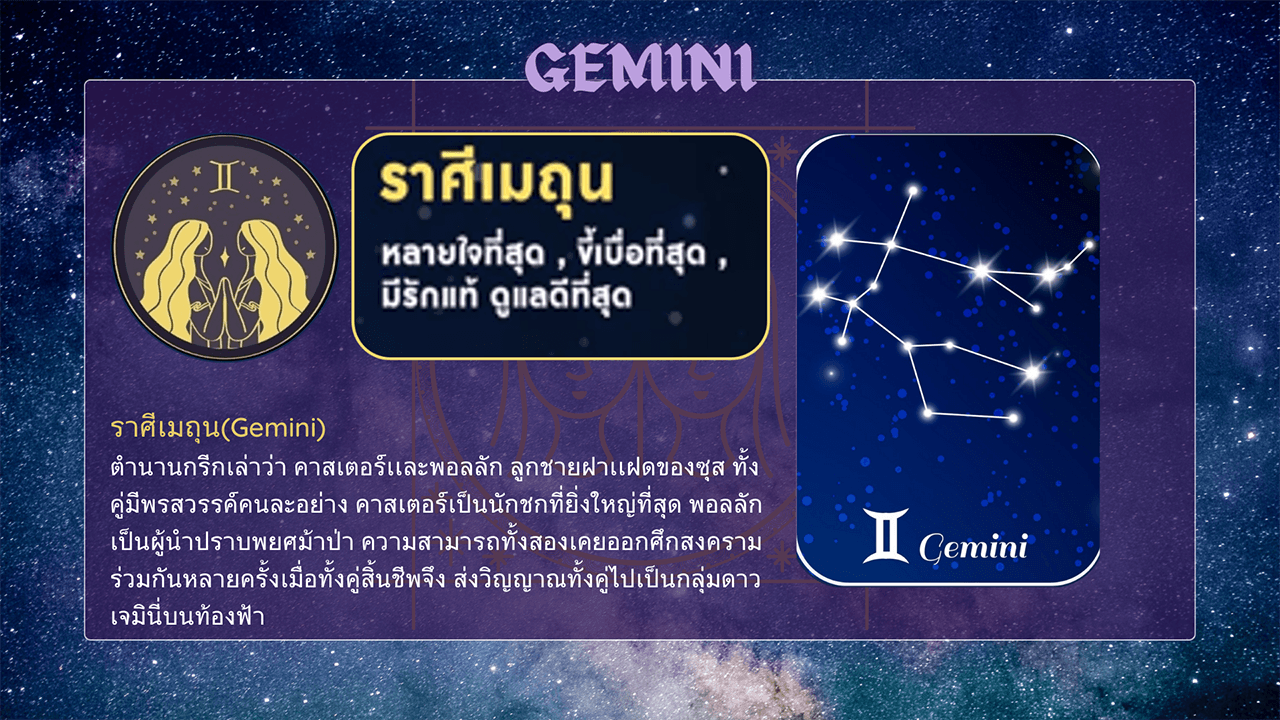 GEMINI
ราศีเมถุน
หลายใจที่สุด , ขี้เบื่อที่สุด ,
มีรักแท้ ดูแลดีที่สุด
ราศีเมถุน(Gemini)
ตำนานกรีกเล่าว่า คาสเตอร์และพอลลัก ลูกชายฝาแฝดของซุส ทั้ง
คู่มีพรสวรรค์คนละอย่าง คาสเตอร์เป็นนักชกที่ยิ่งใหญ่ที่สุด พอลลัก
เป็นผู้นำปราบพยศม้าป่า ความสามารถทั้งสองเคยออกศึกสงคราม
ร่วมกันหลายครั้งเมื่อทั้งคู่สิ้นชีพจึง ส่งวิญญาณทั้งคู่ไปเป็นกลุ่มดาว
เจมินี่บนท้องฟ้า
Gemini